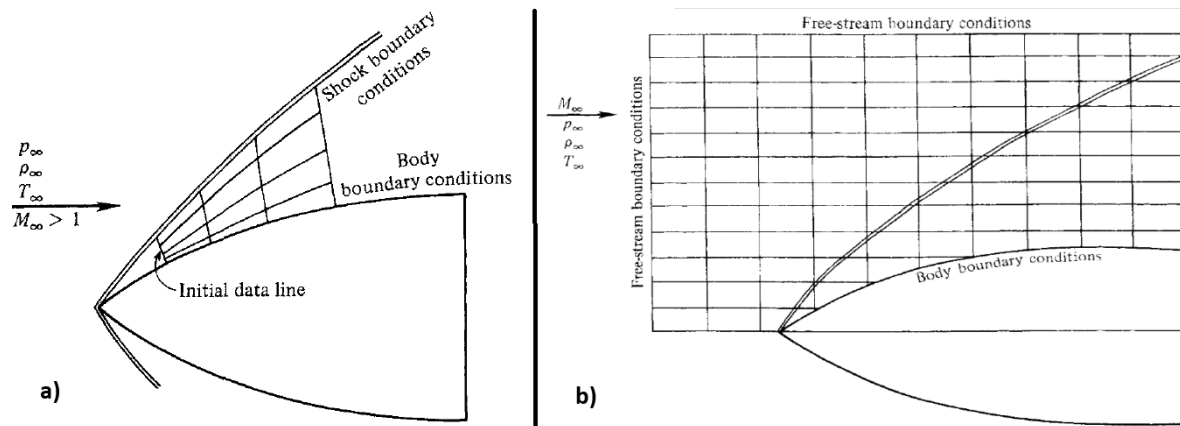 Shock boundary
conditions
p∞
ρ∞
T∞
M∞ > 1
Body
boundary conditions
Initial data line
a)
Free-stream boundary conditions
Free-stream boundary conditions
M∞
p∞
ρ∞
T∞
Body boundary conditions
b)